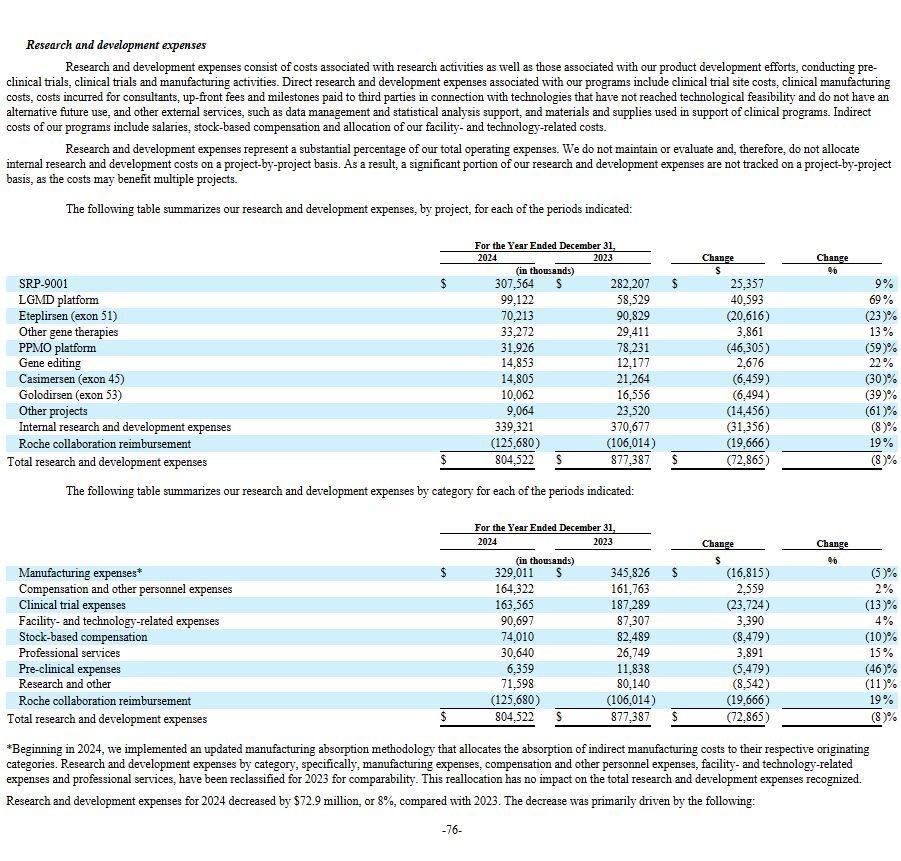 Research and development expenses
Research and development expenses consist of costs associated with research activities as well as those associated with our product development efforts, conducting pre-
clinical trials, clinical trials and manufacturing activities. Direct research and development expenses associated with our programs include clinical trial site costs, clinical manufacturing
costs, costs incurred for consultants, up-front fees and milestones paid to third parties in connection with technologies that have not reached technological feasibility and do not have an
alternative future use, and other external services, such as data management and statistical analysis support, and materials and supplies used in support of clinical programs. Indirect
costs of our programs include salaries, stock-based compensation and allocation of our facility- and technology-related costs.
Research and development expenses represent a substantial percentage of our total operating expenses. We do not maintain or evaluate and, therefore, do not allocate
internal research and development costs on a project-by-project basis. As a result, a significant portion of our research and development expenses are not tracked on a project-by-project
basis, as the costs may benefit multiple projects.
The following table summarizes our research and development expenses, by project, for each of the periods indicated:
For the Year Ended December 31,
2024 2023 Change Change
(in thousands) $ %
SRP-9001 $ 307,564 $ 282,207 $ 25,357 9%
LGMD platform 99,122 58,529 40,593 69%
Eteplirsen (exon 51) 70,213 90,829 (20,616) (23)%
Other gene therapies 33,272 29,411 3,861 13%
PPMO platform 31,926 78,231 (46,305) (59)%
Gene editing 14,853 12,177 2,676 22%
Casimersen (exon 45) 14,805 21,264 (6,459) (30)%
Golodirsen (exon 53) 10,062 16,556 (6,494) (39)%
Other projects 9,064 23,520 (14,456) (61)%
Internal research and development expenses 339,321 370,677 (31,356) (8)%
Roche collaboration reimbursement (125,680) (106,014) (19,666) 19%
Total research and development expenses $ 804,522 $ 877,387 $ (72,865) (8)%
The following table summarizes our research and development expenses by category for each of the periods indicated:
For the Year Ended December 31,
2024 2023 Change Change
(in thousands) $ %
Manufacturing expenses* $ 329,011 $ 345,826 $ (16,815) (5)%
Compensation and other personnel expenses 164,322 161,763 2,559 2%
Clinical trial expenses 163,565 187,289 (23,724) (13)%
Facility- and technology-related expenses 90,697 87,307 3,390 4%
Stock-based compensation 74,010 82,489 (8,479) (10)%
Professional services 30,640 26,749 3,891 15%
Pre-clinical expenses 6,359 11,838 (5,479) (46)%
Research and other 71,598 80,140 (8,542) (11)%
Roche collaboration reimbursement (125,680) (106,014) (19,666) 19%
Total research and development expenses $ 804,522 $ 877,387 $ (72,865) (8)%
*Beginning in 2024, we implemented an updated manufacturing absorption methodology that allocates the absorption of indirect manufacturing costs to their respective originating
categories. Research and development expenses by category, specifically, manufacturing expenses, compensation and other personnel expenses, facility- and technology-related
expenses and professional services, have been reclassified for 2023 for comparability. This reallocation has no impact on the total research and development expenses recognized.
Research and development expenses for 2024 decreased by $72.9 million, or 8%, compared with 2023. The decrease was primarily driven by the following:
-76-